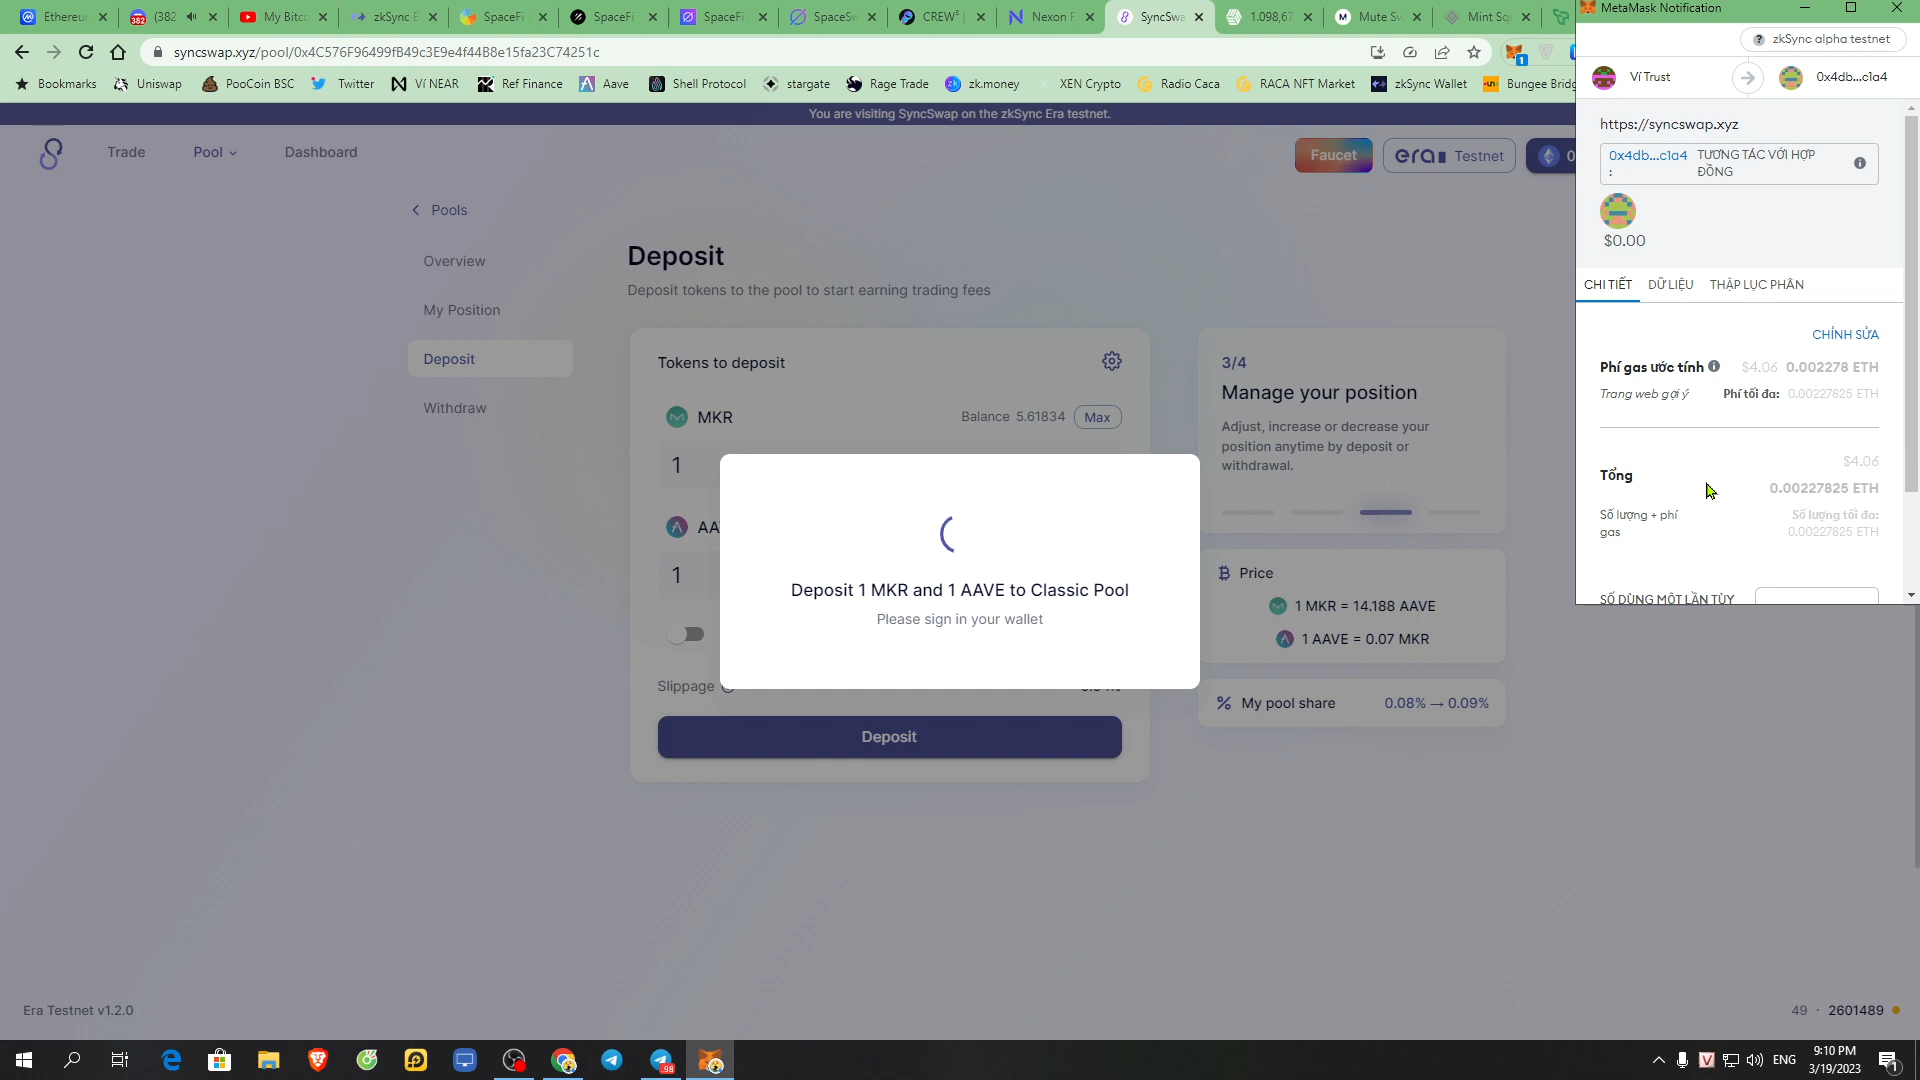 Ethereun
(382
My Bitcc
zkSync E
SpaceFi
SpaceFi
SpaceFi
SpaceSw
CREW³
Nexon F
SyncSwa
1.098,67
Mute Sw
Mint Sq
MetaMask Notification
syncswap.xyz/pool/0x4C576F96499fB49c3E9e4f44B8e15fa23C74251c
1
zkSync alpha testnet
Bookmarks
Uniswap
PooCoin BSC
Twitter
Ví NEAR
Ref Finance
Aave
Shell Protocol
stargate
Rage Trade
zk.money
XEN Crypto
Radio Caca
RACA NFT Market
zkSync Wallet
Bungee Bridg
Ví Trust
0x4db...c1a4
You are visiting SyncSwap on the zkSync Era testnet.
Trade
Pool
Dashboard
Faucet
era
Testnet
0
https://syncswap.xyz
0x4db...c1a4 : TƯƠNG TÁC VỚI HỢP ĐỒNG
$0.00
CHI TIẾT
DỮ LIỆU
THẬP LỤC PHÂN
CHỈNH SỬA
Phí gas ước tính
$4.06 0.002278 ETH
Trang web gợi ý
Phí tối đa: 0.00227825 ETH
$4.06
Tổng
0.00227825 ETH
Số lượng + phí gas
Số lượng tối đa:
0.00227825 ETH
SỐ DÙNG MỘT LẦN TÙY
Pools
Overview
My Position
Deposit
Withdraw
Deposit
Deposit tokens to the pool to start earning trading fees
Tokens to deposit
MKR
Balance 5.61834
Max
1
AA
1
Slippage
Deposit
Deposit 1 MKR and 1 AAVE to Classic Pool
Please sign in your wallet
3/4
Manage your position
Adjust, increase or decrease your
position anytime by deposit or
withdrawal.
Price
1 MKR = 14.188 AAVE
1 AAVE = 0.07 MKR
My pool share
0.08% → 0.09%
Era Testnet v1.2.0
49 · 2601489
98
ENG
9:10 PM
3/19/2023
1